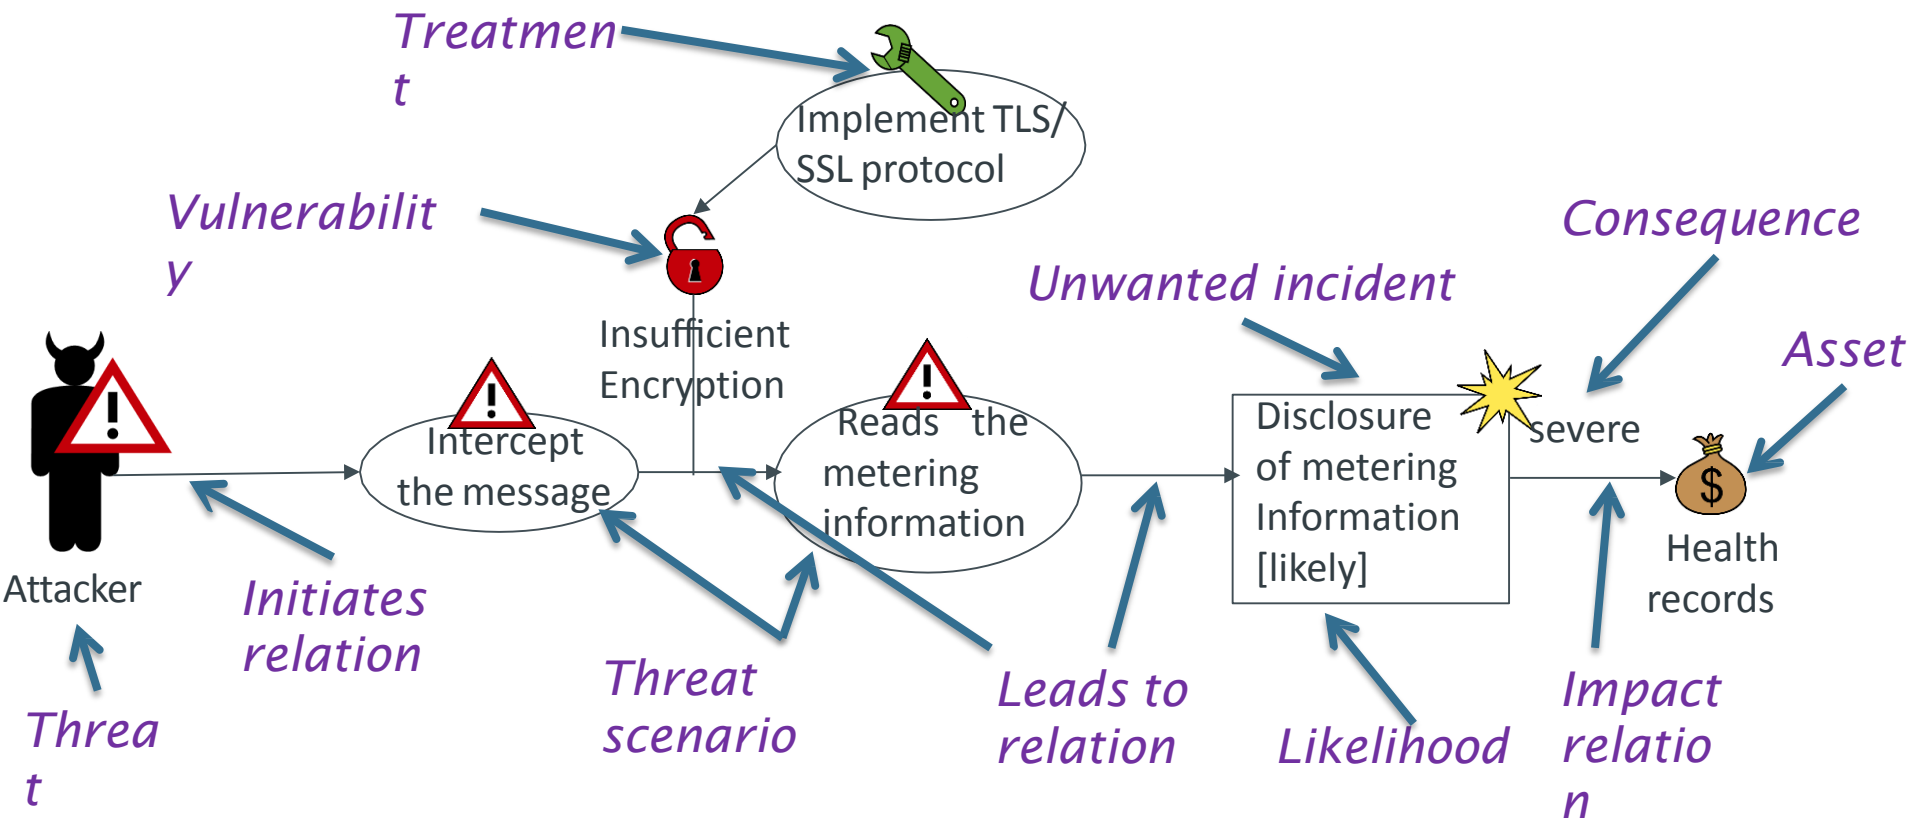 Treatmen
t
Implement TLS/
SSL protocol
Vulnerabilit
y
Consequence
Unwanted incident
Asset
Insufficient
Encryption
Intercept
the message
Reads the
metering
information
Disclosure
of metering
Information
[likely]
severe
$
Health
records
Attacker
Initiates
relation
Threat
scenario
Leads to
relation
Likelihood
Impact
relatio
n
Threa
t